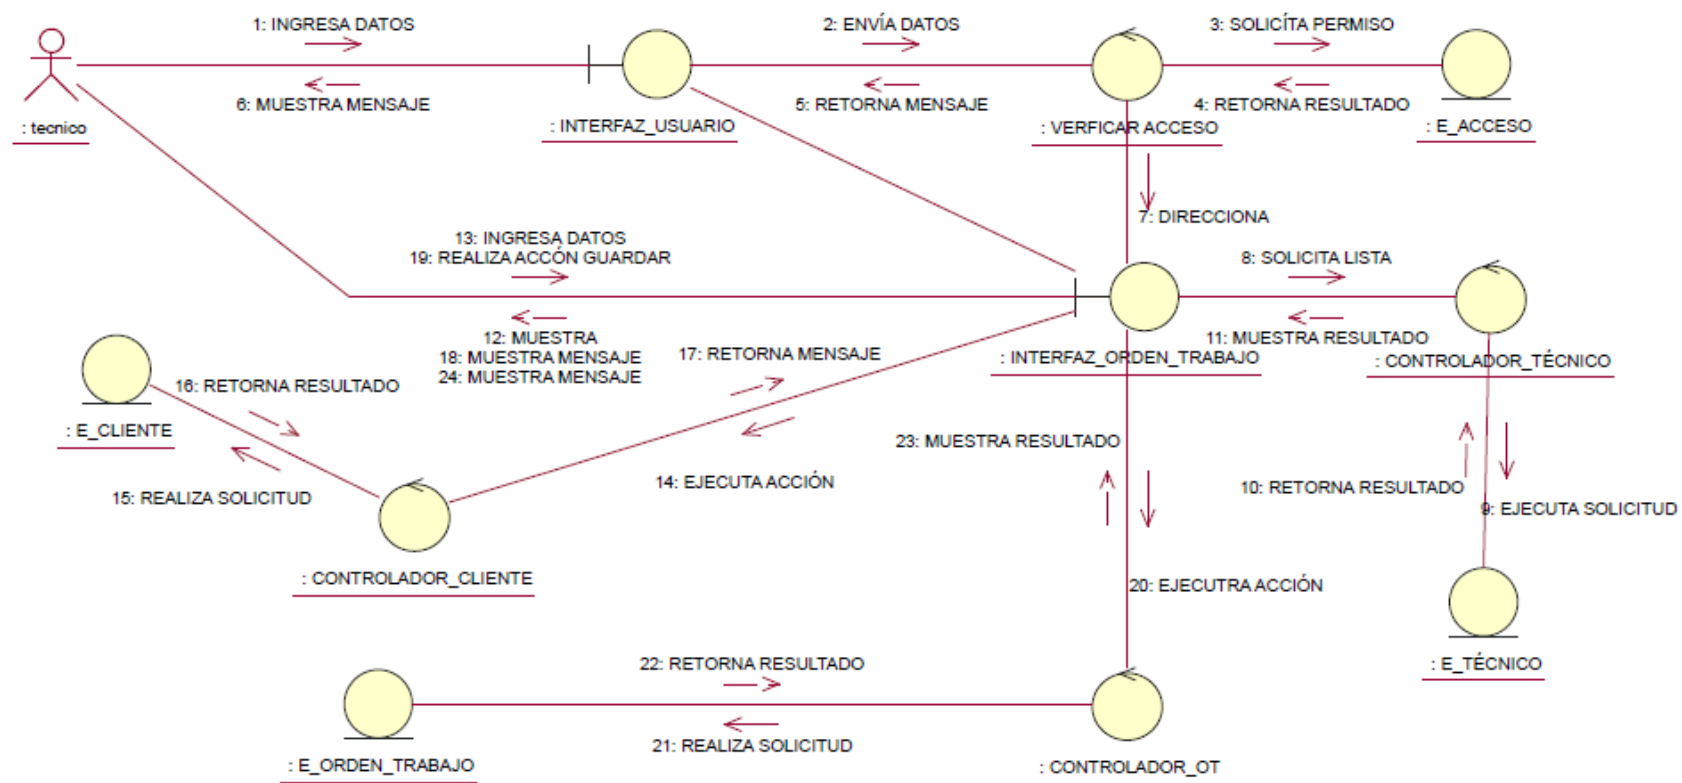 1: INGRESA DATOS
2: ENVÍA DATOS
3: SOLICÍTA PERMISO
6: MUESTRA MENSAJE
5: RETORNA MENSAJE
4: RETORNA RESULTADO
: tecnico
: INTERFAZ_USUARIO
: VERFICAR ACCESO
: E_ACCESO
7: DIRECCIONA
13: INGRESA DATOS
19: REALIZA ACCÓN GUARDAR
8: SOLICITA LISTA
12: MUESTRA
18: MUESTRA MENSAJE
24: MUESTRA MENSAJE
17: RETORNA MENSAJE
: INTERFAZ_ORDEN_TRABAJO
11: MUESTRA RESULTADO
: CONTROLADOR_TÉCNICO
16: RETORNA RESULTADO
: E_CLIENTE
23: MUESTRA RESULTADO
15: REALIZA SOLICITUD
14: EJECUTA ACCIÓN
10: RETORNA RESULTADO
9: EJECUTA SOLICITUD
: CONTROLADOR_CLIENTE
20: EJECUTRA ACCIÓN
22: RETORNA RESULTADO
: E_TÉCNICO
21: REALIZA SOLICITUD
: E_ORDEN_TRABAJO
: CONTROLADOR_OT